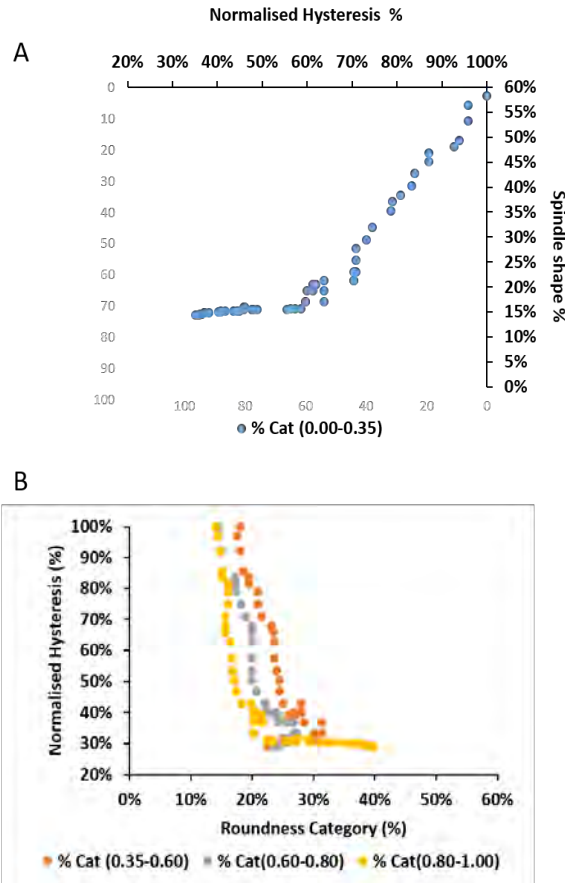 Normalised Hysteresis %
A
20% 30% 40% 50% 60% 70% 80% 90% 100%
0 60%
55%
10
50%
20
45%
30 40%
35%
40
30%
50
25%
60 20%
70 15%
10%
80
5%
90
0%
100
Spindle shape %
100 80 60 40 20 0
% Cat (0.00-0.35)
B
100%
90%
80%
70%
60%
50%
40%
30%
20%
Normalised Hysteresis (%)
0% 10% 20% 30% 40% 50% 60%
Roundness Category (%)
% Cat (0.35-0.60) % Cat(0.60-0.80) % Cat(0.80-1.00)